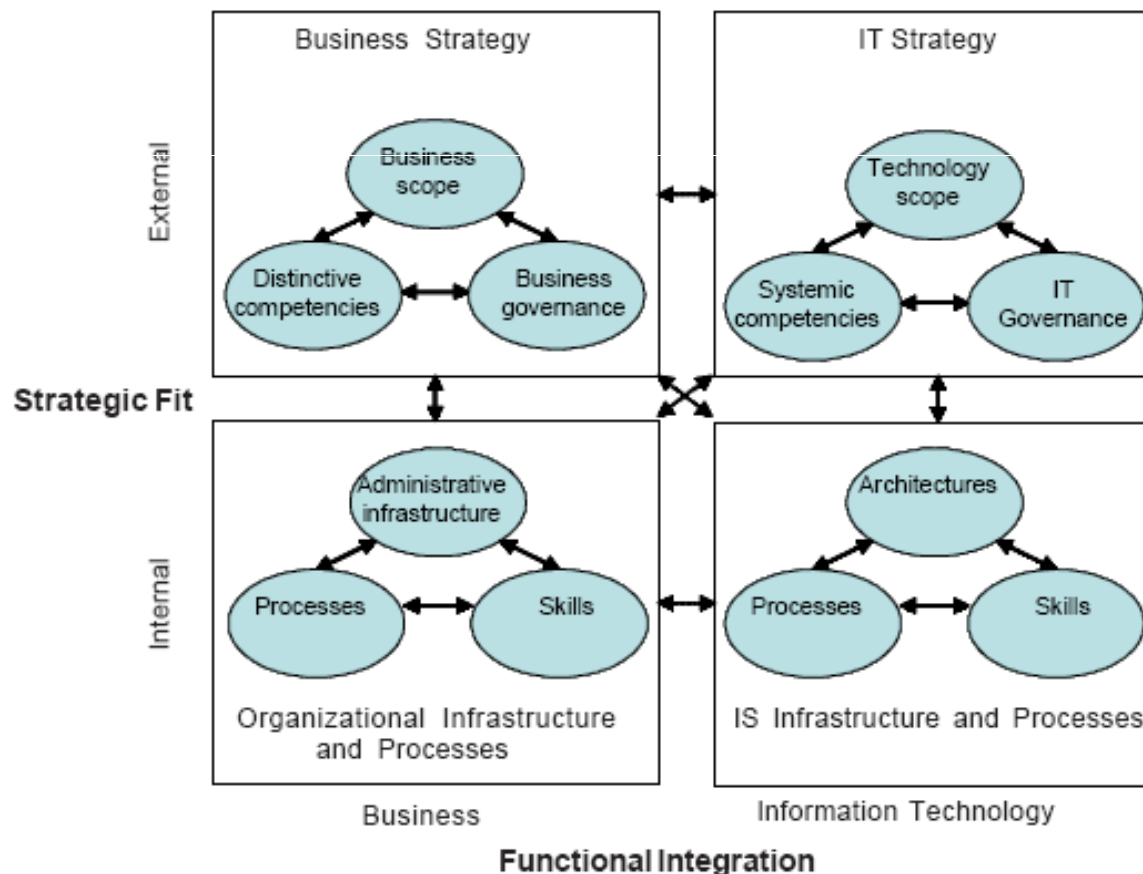 Business Strategy
IT Strategy
External
Business
scope
Technology
scope
Distinctive
competencies
Business
governance
Systemic
competencies
IT
Governance
Strategic Fit
Internal
Administrative
infrastructure
Architectures
Processes
Skills
Processes
Skills
Organizational Infrastructure
and Processes
IS Infrastructure and Processes
Business
Information Technology
Functional Integration